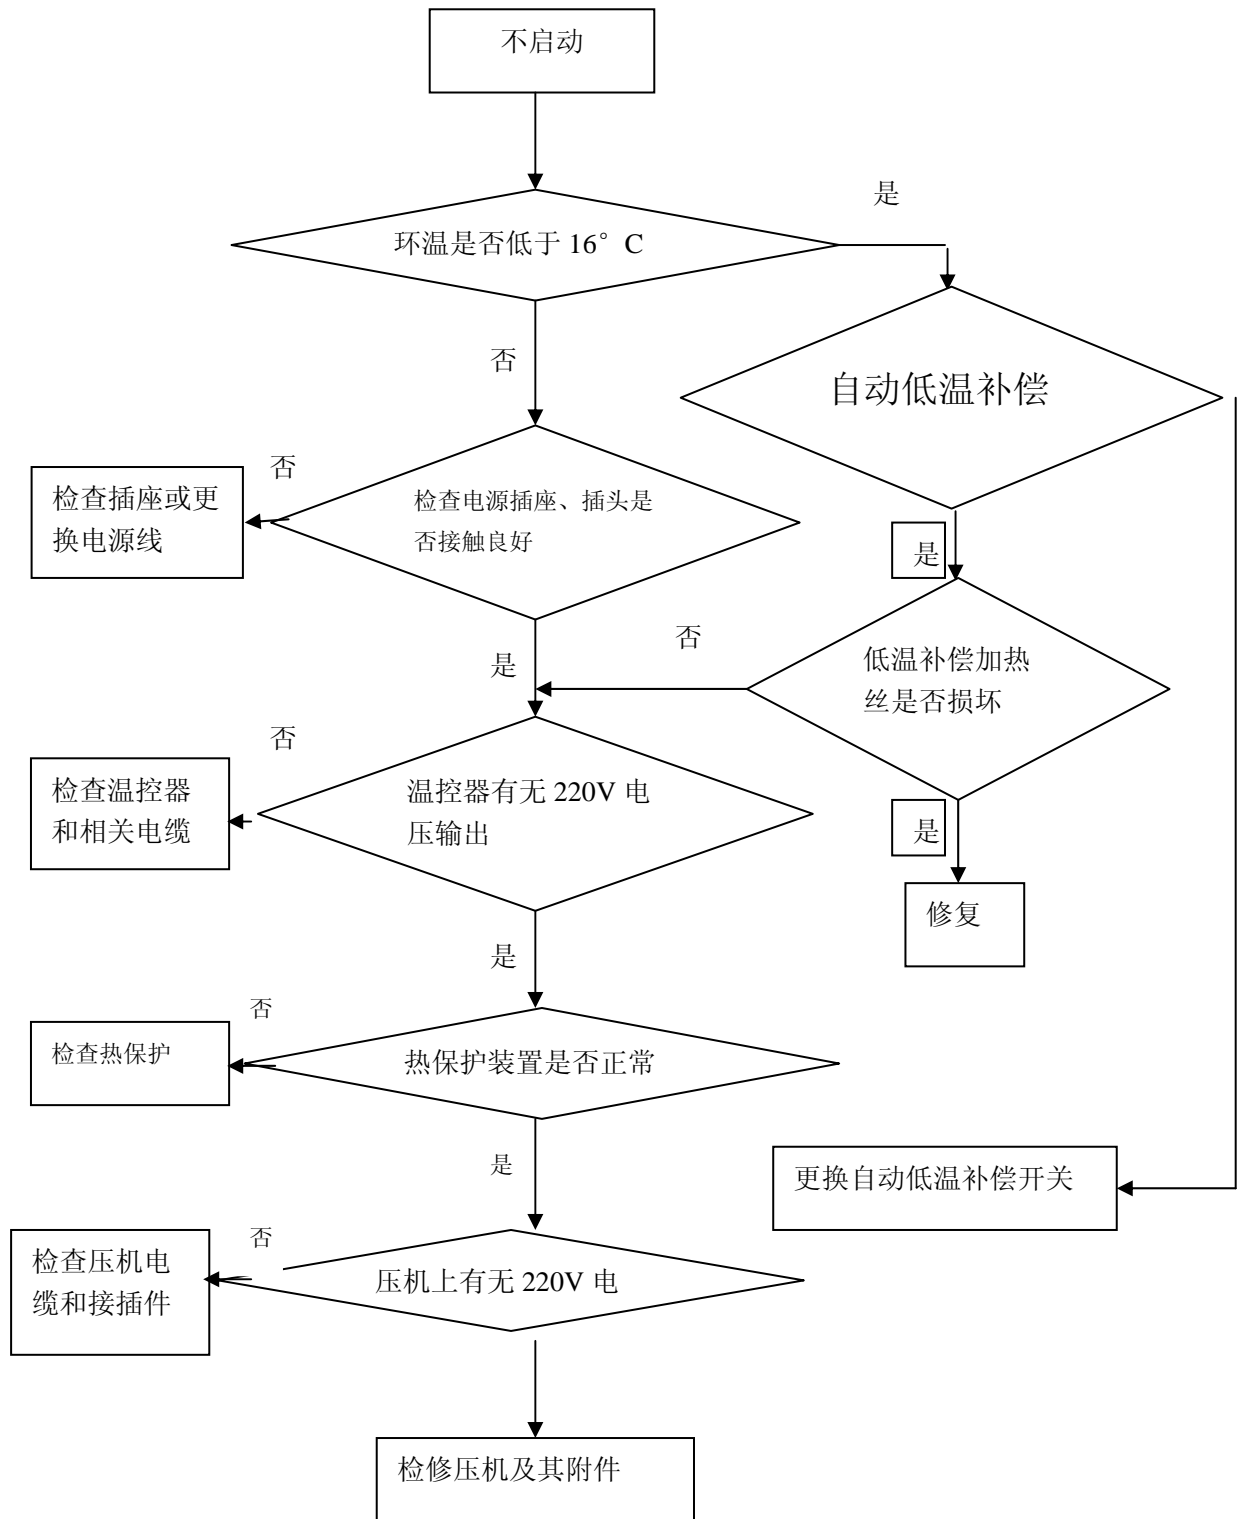 不启动
是
环温是否低于 16°C
否
自动低温补偿
否
检查插座或更
换电源线
检查电源插座、插头是
否接触良好
是
否
是
低温补偿加热
丝是否损坏
否
检查温控器
和相关电缆
温控器有无 220V 电
压输出
是
修复
是
否
检查热保护
热保护装置是否正常
是
更换自动低温补偿开关
否
检查压机电
缆和接插件
压机上有无 220V 电
检修压机及其附件